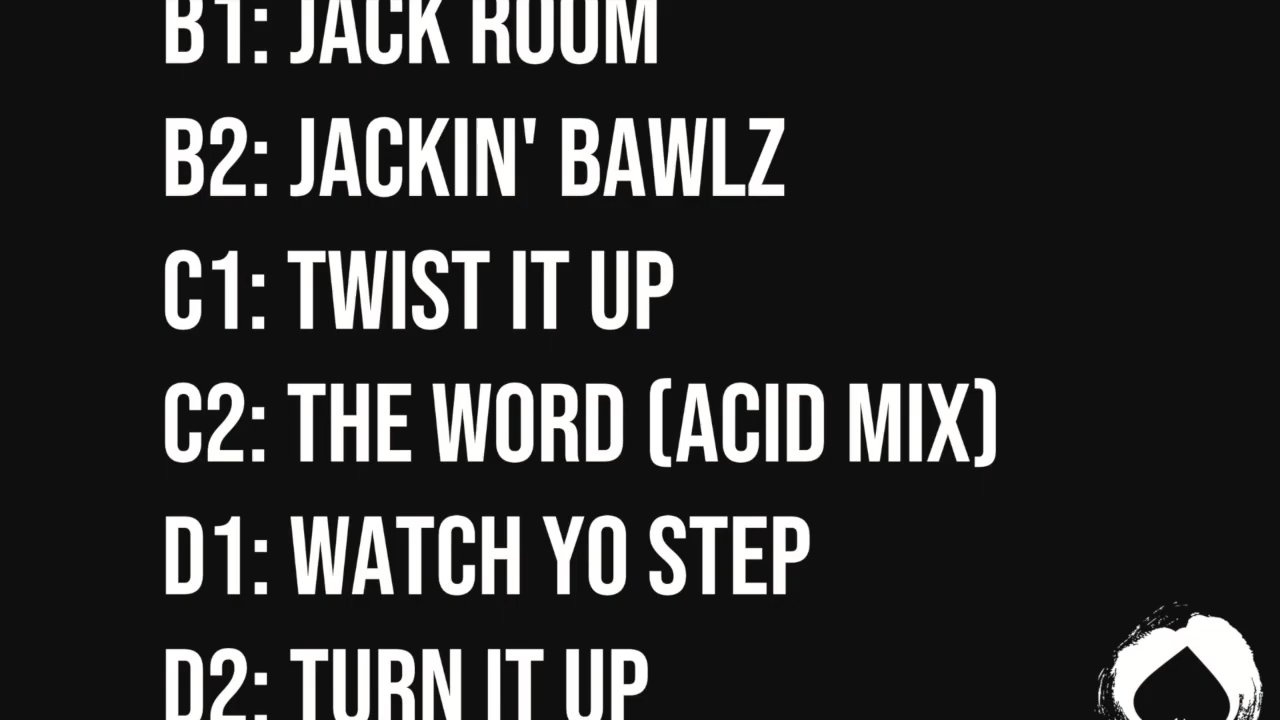 B1: JACK ROOM
B2: JACKIN' BAWLZ
C1: TWIST IT UP
C2: THE WORD (ACID MIX)
D1: WATCH YO STEP
D2: TURN IT UP